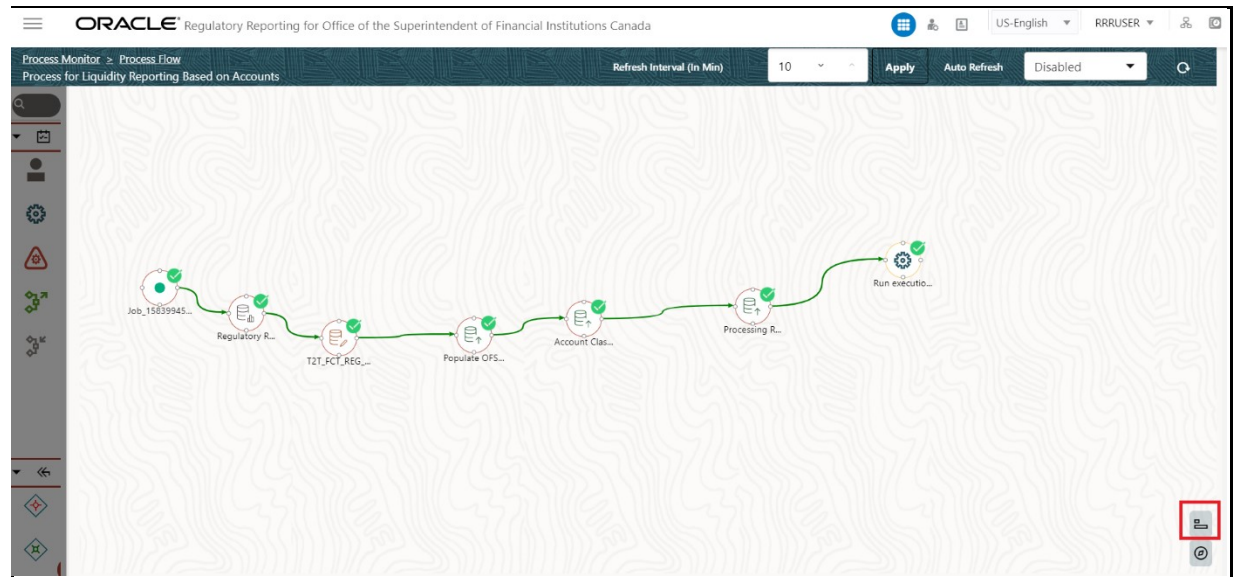 ORACLE® Regulatory Reporting for Office of the Superintendent of Financial Institutions Canada
US-English
RRRUSER
Process Monitor > Process Flow
Process for Liquidity Reporting Based on Accounts
Refresh Interval (In Min)
10
Apply
Auto Refresh
Disabled
Job_15839945...
Regulatory R...
T2T_FCT_REG_...
Populate OFS...
Account Clas...
Processing R...
Run executio...